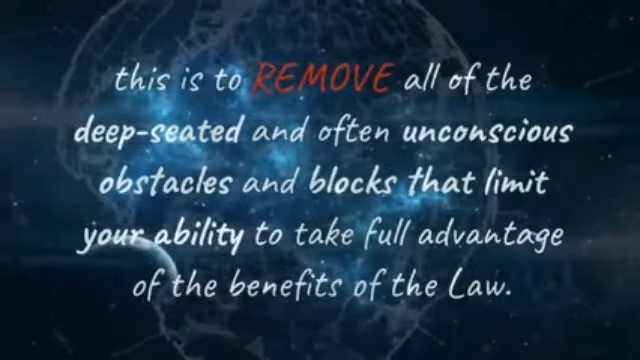 this is to REMOVE all of the
deep-seated and often unconscious
obstacles and blocks that limit
your ability to take full advantage
of the benefits of the Law.